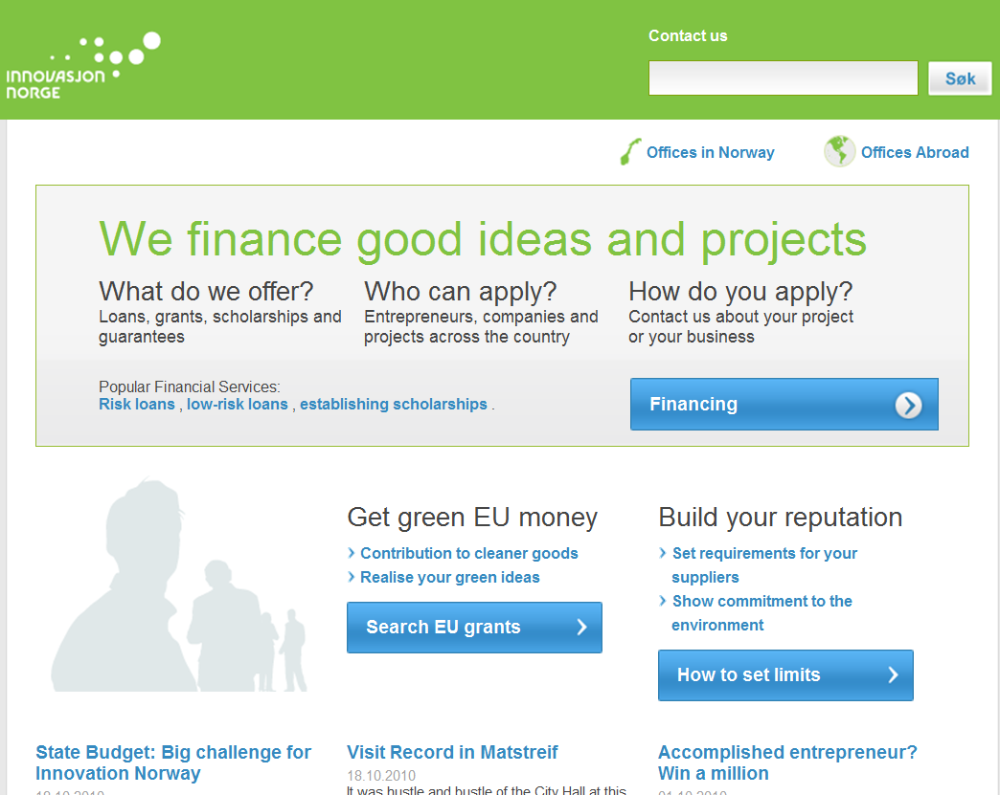 Contact us
INNOVASJON
NORGE
Søk
Offices in Norway
Offices Abroad
We finance good ideas and projects
What do we offer?
Loans, grants, scholarships and
guarantees
Who can apply?
Entrepreneurs, companies and
projects across the country
How do you apply?
Contact us about your project
or your business
Popular Financial Services:
Risk loans , low-risk loans , establishing scholarships .
Financing
Get green EU money
Contribution to cleaner goods
Realise your green ideas
Search EU grants
Build your reputation
Set requirements for your
suppliers
Show commitment to the
environment
How to set limits
State Budget: Big challenge for
Innovation Norway
Visit Record in Matstreif
18.10.2010
It was hustle and bustle of the City Hall at this
Accomplished entrepreneur?
Win a million